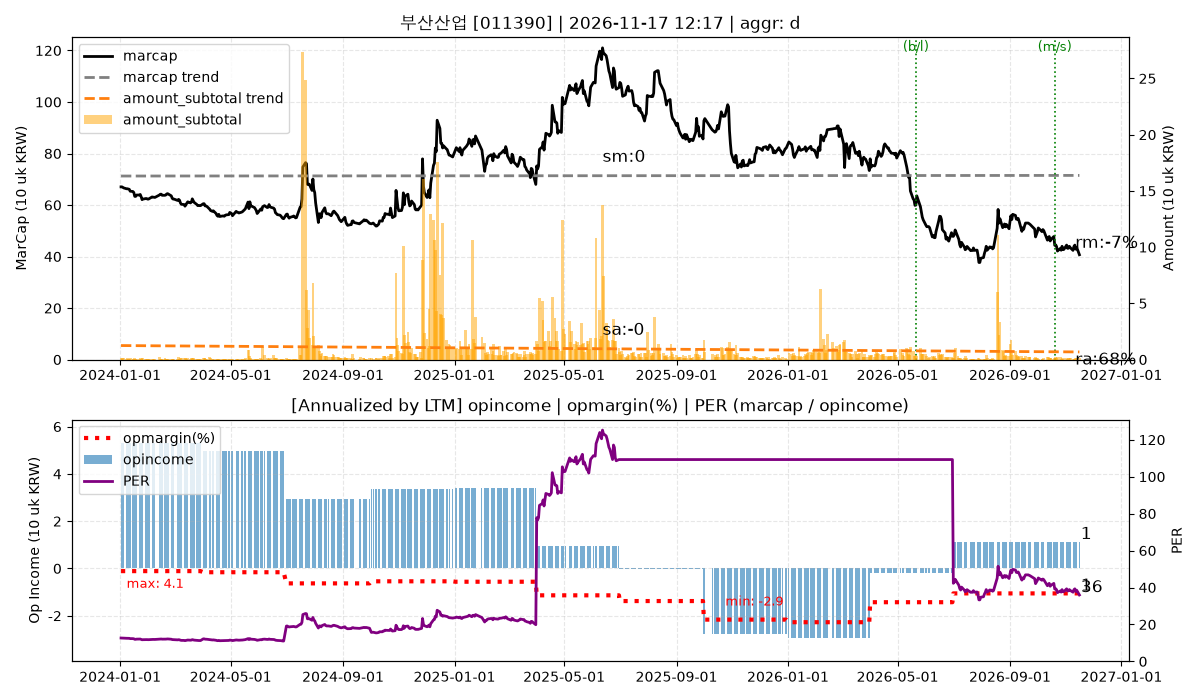 부산산업 [011390] | 2026-11-17 12:17 | aggr: d
(b/l)
(m/s)
marcap
marcap trend
amount_subtotal trend
amount_subtotal
MarCap (10 uk KRW)
Amount (10 uk KRW)
120
100
80
60
40
20
0
25
20
15
10
5
0
sm:0
rm:-7%
sa:-0
ra:68%
2024-01-01 2024-05-01 2024-09-01 2025-01-01 2025-05-01 2025-09-01 2026-01-01 2026-05-01 2026-09-01 2027-01-01
[Annualized by LTM] opincome | opmargin(%) | PER (marcap / opincome)
opmargin(%)
opincome
PER
Op Income (10 uk KRW)
PER
6
4
2
0
-2
120
100
80
60
40
20
0
max: 4.1
min: -2.9
1
36
2024-01-01 2024-05-01 2024-09-01 2025-01-01 2025-05-01 2025-09-01 2026-01-01 2026-05-01 2026-09-01 2027-01-01